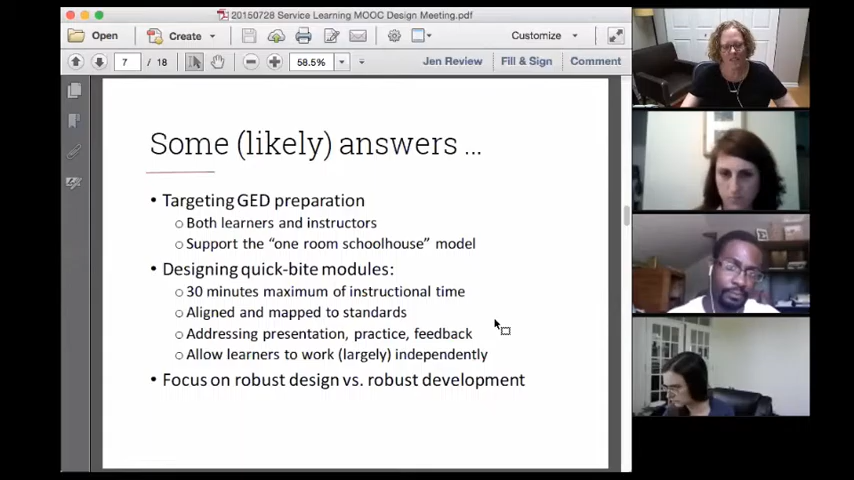 20150728 Service Learning MOOC Design Meeting.pdf
Open
Create
Customize
7 / 18
58.5%
Jen Review
Fill & Sign
Comment
Some (likely) answers ...
• Targeting GED preparation
○ Both learners and instructors
○ Support the “one room schoolhouse” model
• Designing quick-bite modules:
○ 30 minutes maximum of instructional time
○ Aligned and mapped to standards
○ Addressing presentation, practice, feedback
○ Allow learners to work (largely) independently
• Focus on robust design vs. robust development